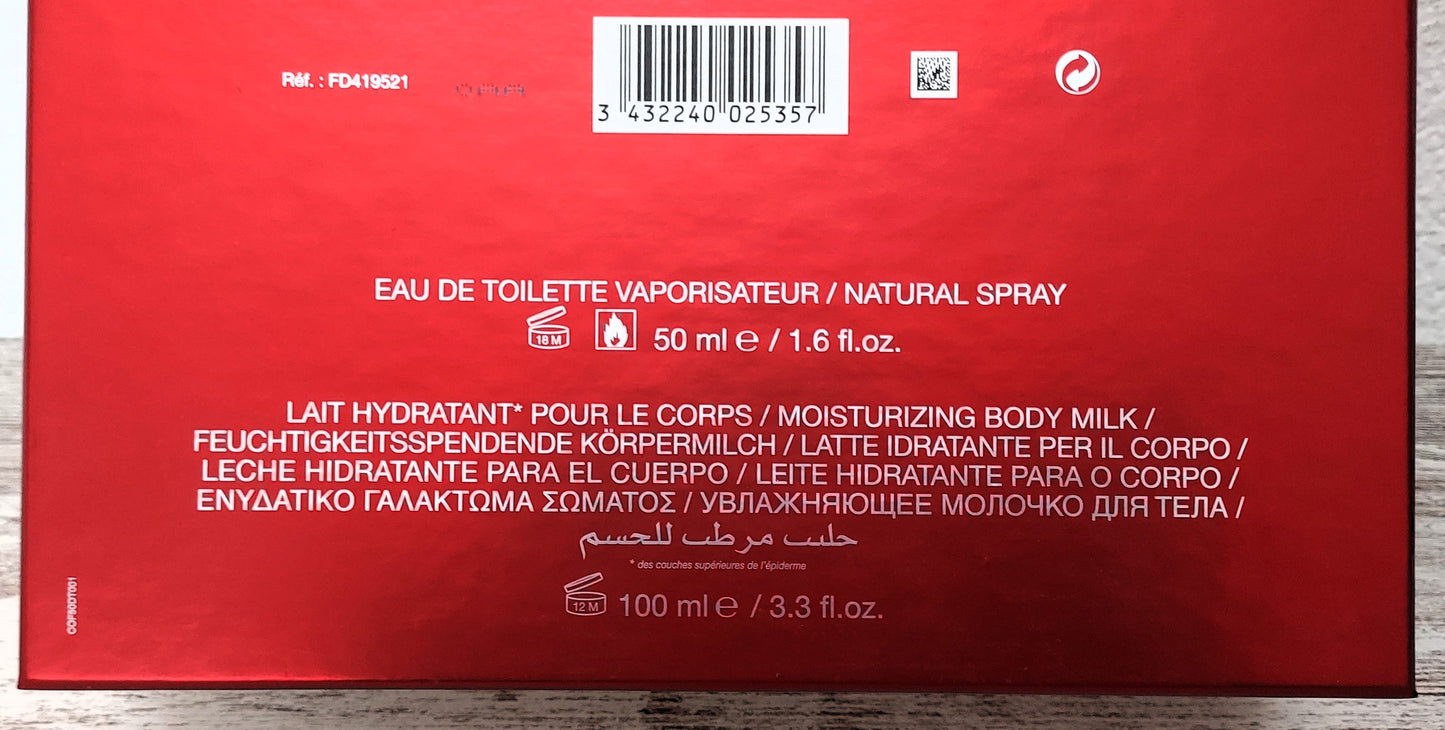 Réf. : FD419521
3 432240 025357
EAU DE TOILETTE VAPORISATEUR / NATURAL SPRAY
18 M 50 ml ℮ / 1.6 fl.oz.
LAIT HYDRATANT* POUR LE CORPS / MOISTURIZING BODY MILK /
FEUCHTIGKEITSSPENDENDE KÖRPERMILCH / LATTE IDRATANTE PER IL CORPO /
LECHE HIDRATANTE PARA EL CUERPO / LEITE HIDRATANTE PARA O CORPO /
ΕΝΥΔΑΤΙΚΟ ΓΑΛΑΚΤΩΜΑ ΣΩΜΑΤΟΣ / УВЛАЖНЯЮЩЕЕ МОЛОЧКО ДЛЯ ТЕЛА /
حليب مرطب للجسم
* des couches supérieures de l'épiderme
12 M 100 ml ℮ / 3.3 fl.oz.